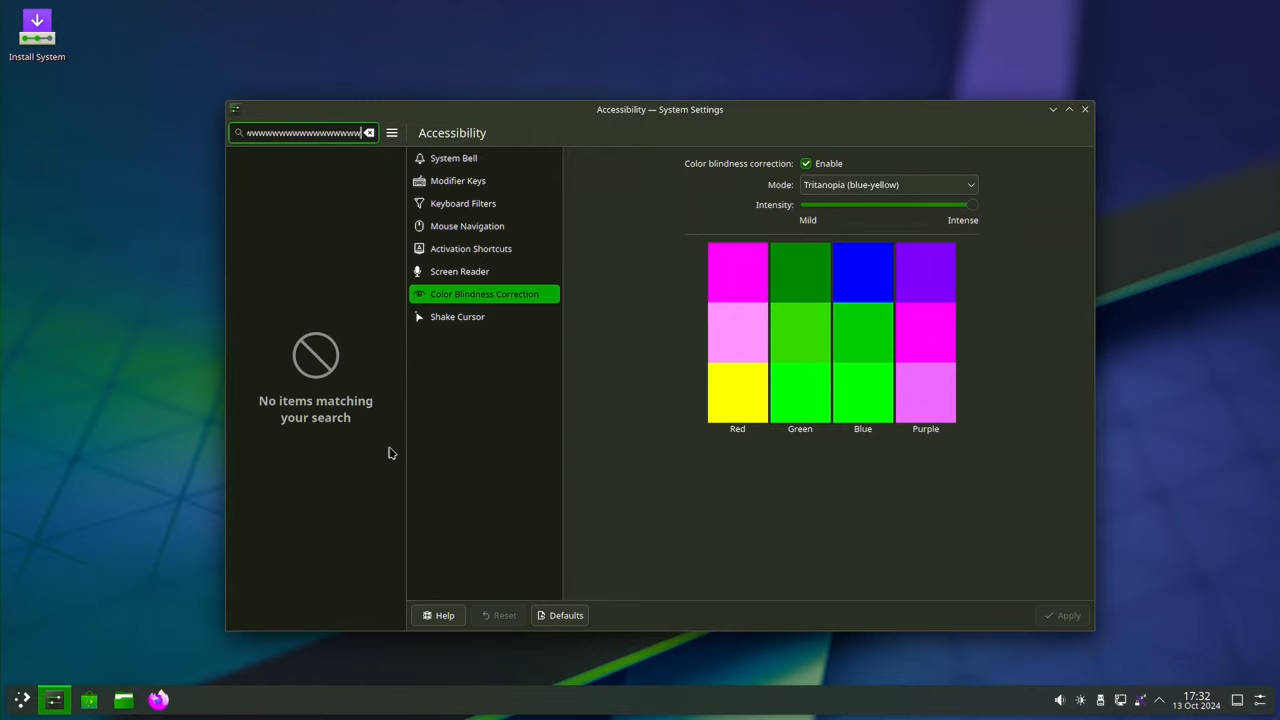 Install System
Accessibility — System Settings
wwwwwwwwwwwwwwwww
Accessibility
System Bell
Modifier Keys
Keyboard Filters
Mouse Navigation
Activation Shortcuts
Screen Reader
Color Blindness Correction
Shake Cursor
No items matching
your search
Color blindness correction: Enable
Mode: Tritanopia (blue-yellow)
Intensity:
Mild Intense
Red Green Blue Purple
Help Reset Defaults Apply
17:32
13 Oct 2024